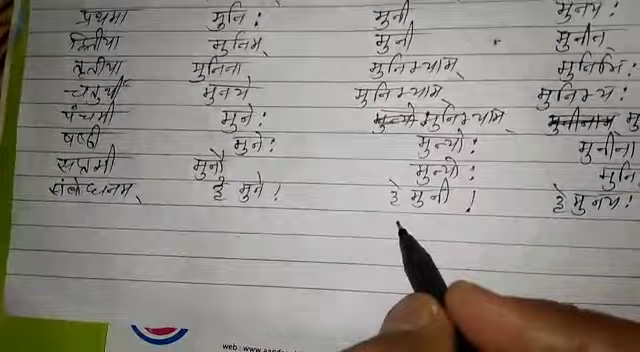 प्रथमा मुनिः मुनी मुनयः
द्वितीया मुनिम् मुनी मुनीन्
तृतीया मुनिना मुनिभ्याम् मुनिभिः
चतुर्थी मुनये मुनिभ्याम् मुनिभ्यः
पंचमी मुनेः मुनिभ्याम् मु
षष्ठी मुनेः मुन्योः मुनीना
सप्तमी मुनौ मुन्योः मुनि
संबोधनम् हे मुने! हे मुनी! हे मुनयः!